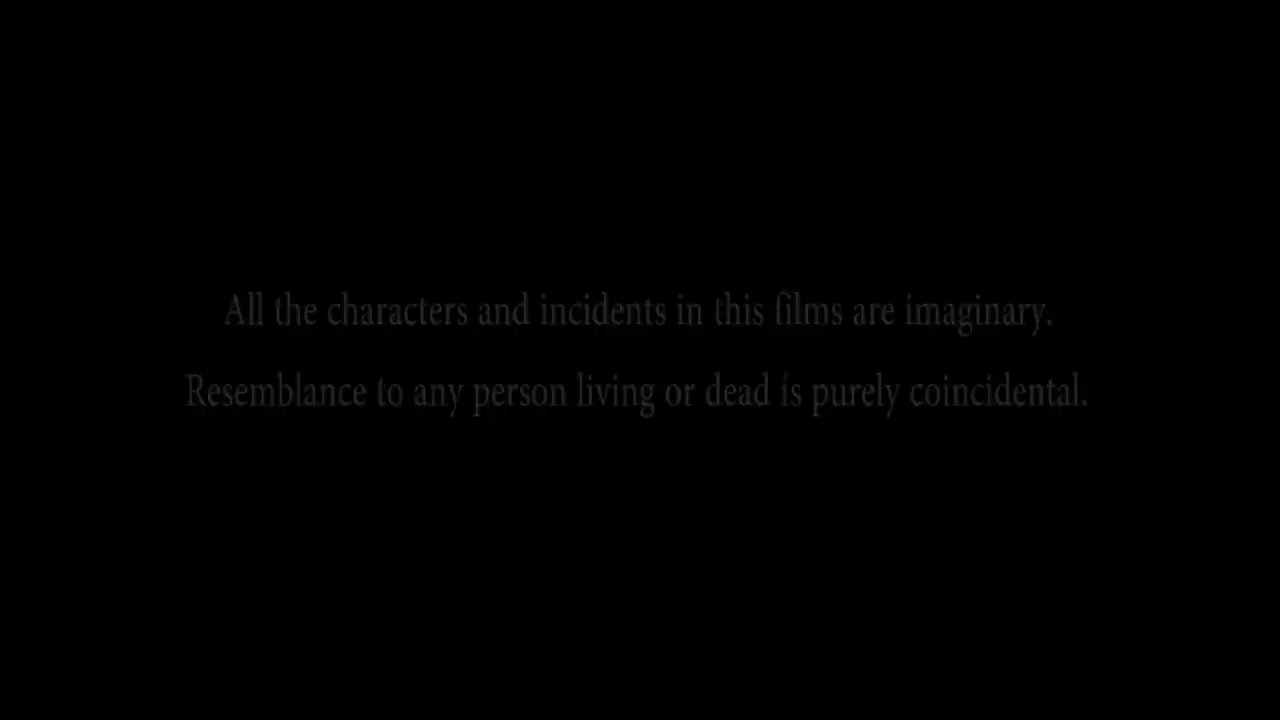 All the characters and incidents in this films are imaginary.
Resemblance to any person living or dead is purely coincidental.